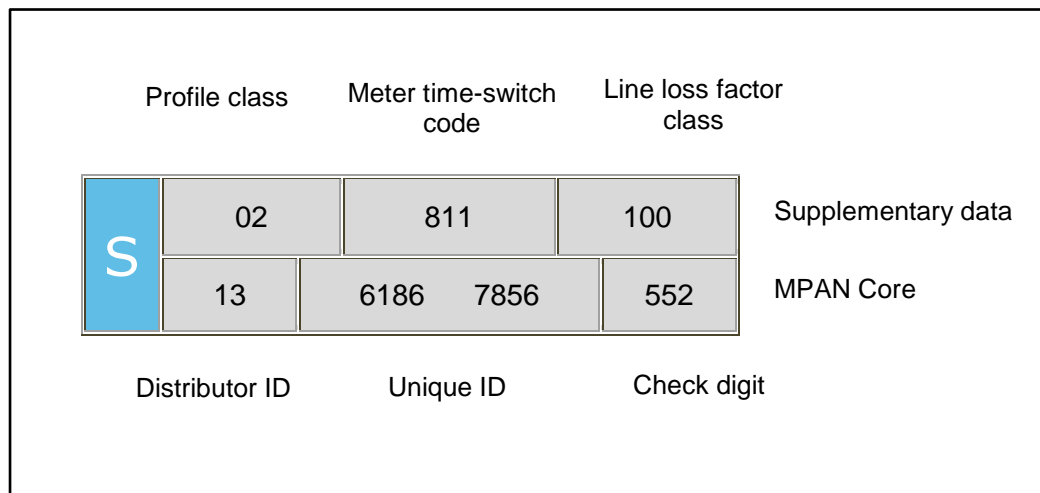 Profile class
Meter time-switch
code
Line loss factor
class
S
02
811
100
Supplementary data
13
6186 7856
552
MPAN Core
Distributor ID
Unique ID
Check digit